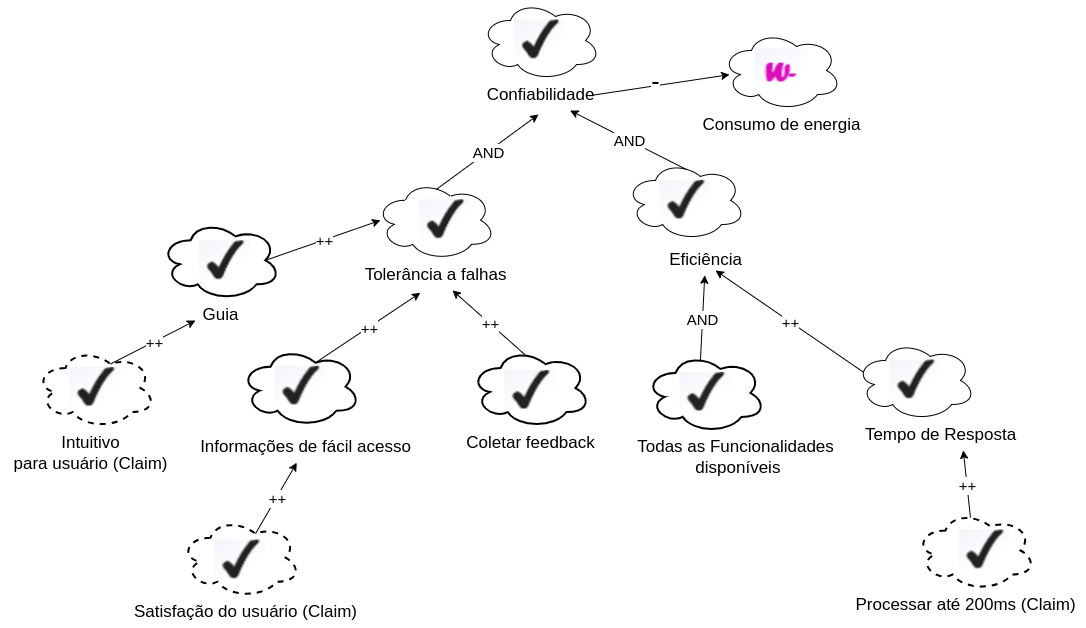 Confiabilidade
-
W-
Consumo de energia
AND
AND
++
Tolerância a falhas
Eficiência
Guia
++
++
++
AND
++
Intuitivo
para usuário (Claim)
Informações de fácil acesso
Coletar feedback
Todas as Funcionalidades
disponíveis
Tempo de Resposta
++
++
Satisfação do usuário (Claim)
Processar até 200ms (Claim)